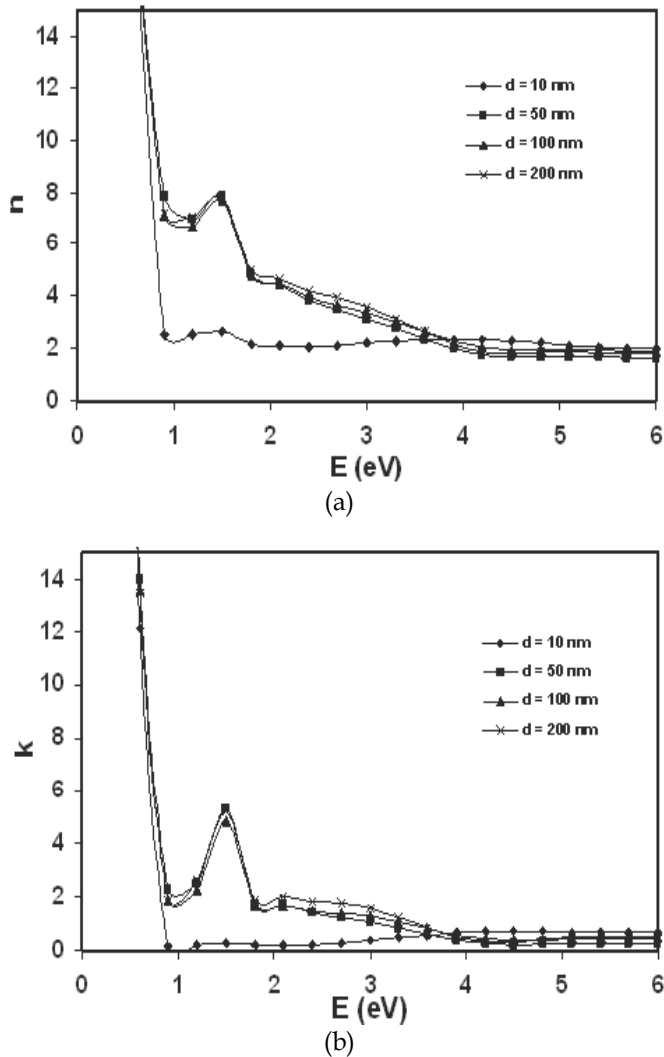 14
12
10
8
6
4
2
0
n
d = 10 nm
d = 50 nm
d = 100 nm
d = 200 nm
0 1 2 3 4 5 6
E (eV)
(a)
14
12
10
8
6
4
2
0
k
d = 10 nm
d = 50 nm
d = 100 nm
d = 200 nm
0 1 2 3 4 5 6
E (eV)
(b)